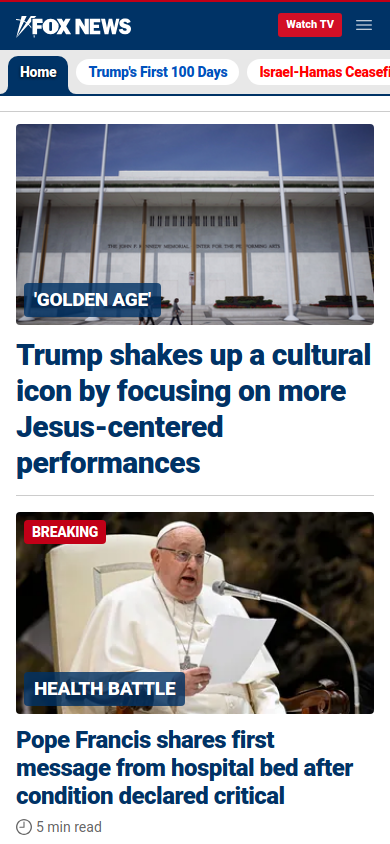 FOX NEWS
Watch TV
Home
Trump's First 100 Days
Israel-Hamas Ceasefi
THE JOHN F. KENNEDY MEMORIAL CENTER FOR THE PERFORMING ARTS
'GOLDEN AGE'
Trump shakes up a cultural
icon by focusing on more
Jesus-centered
performances
BREAKING
HEALTH BATTLE
Pope Francis shares first
message from hospital bed after
condition declared critical
5 min read